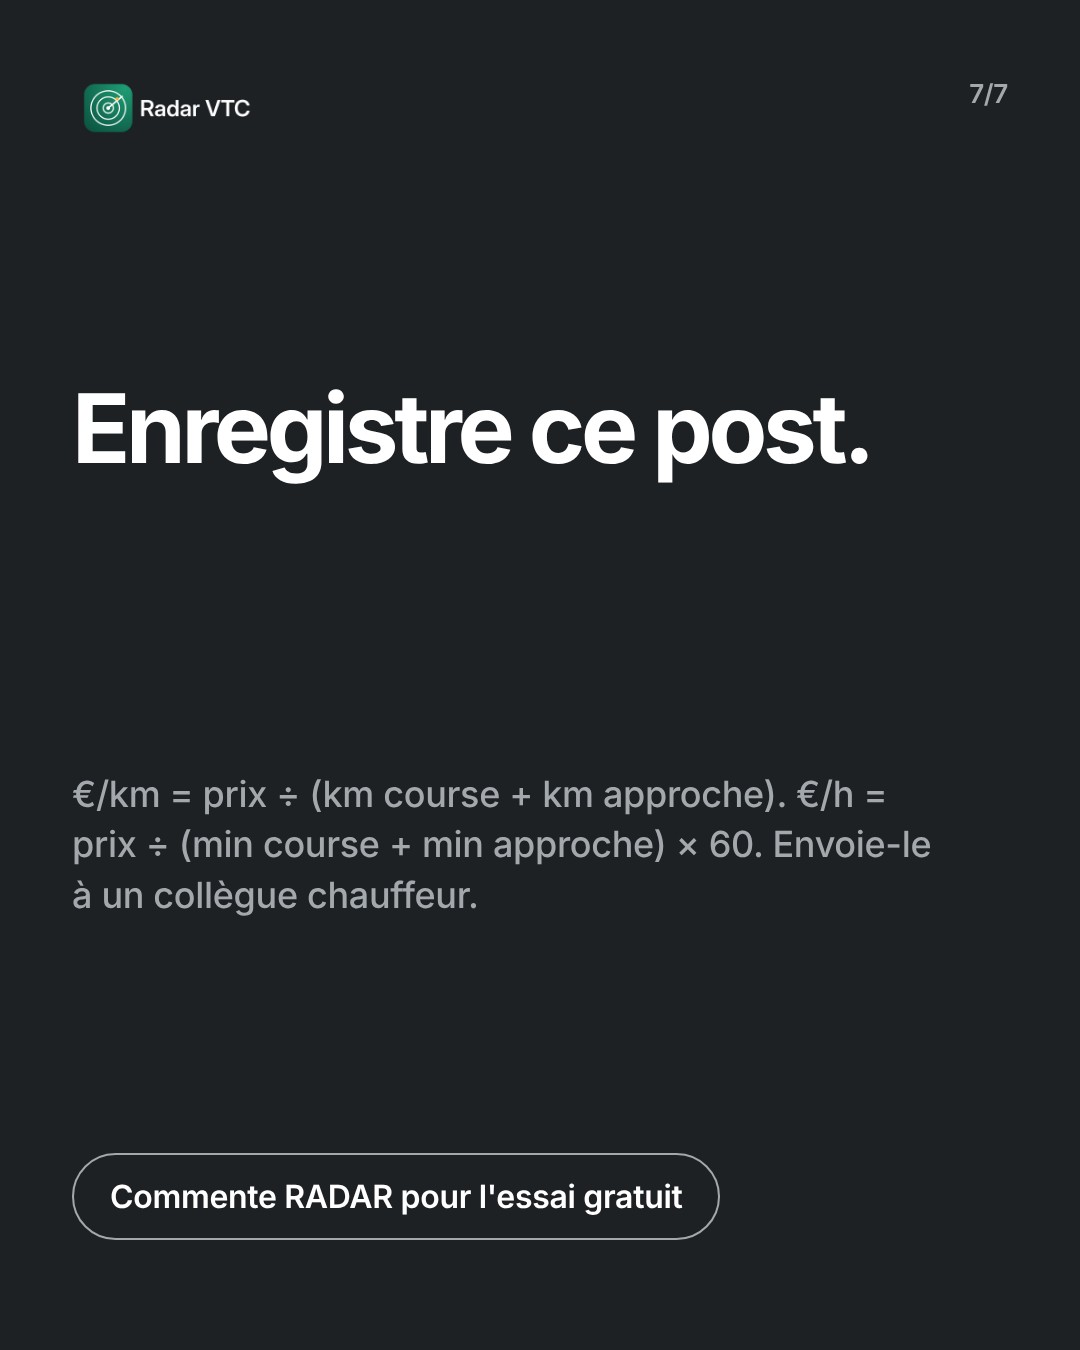 Radar VTC
7/7
Enregistre ce post.
€/km = prix ÷ (km course + km approche). €/h =
prix ÷ (min course + min approche) × 60. Envoie-le
à un collègue chauffeur.
Commente RADAR pour l'essai gratuit